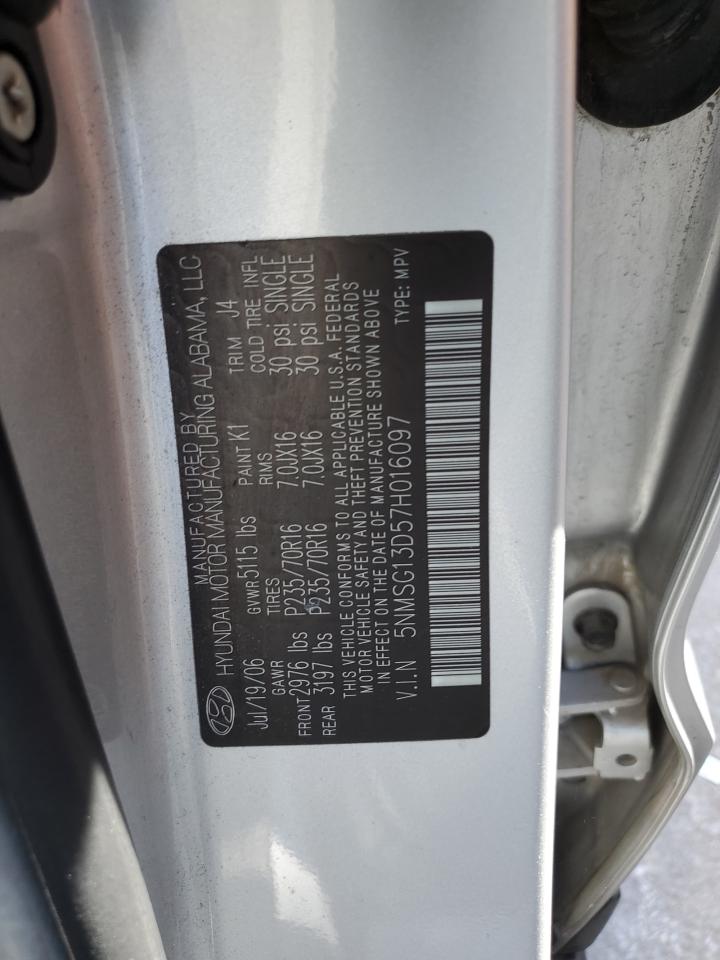 MANUFACTURED BY
HYUNDAI MOTOR MANUFACTURING ALABAMA, LLC
Jul/19/06 GVWR 5115 lbs PAINT K1 TRIM J4
GAWR TIRES RIMS COLD TIRE INFL
FRONT 2976 lbs P235/70R16 7.0JX16 30 psi SINGLE
REAR 3197 lbs P235/70R16 7.0JX16 30 psi SINGLE
THIS VEHICLE CONFORMS TO ALL APPLICABLE U.S.A. FEDERAL
MOTOR VEHICLE SAFETY AND THEFT PREVENTION STANDARDS
IN EFFECT ON THE DATE OF MANUFACTURE SHOWN ABOVE
V.I.N 5NMSG13D57H016097 TYPE: MPV